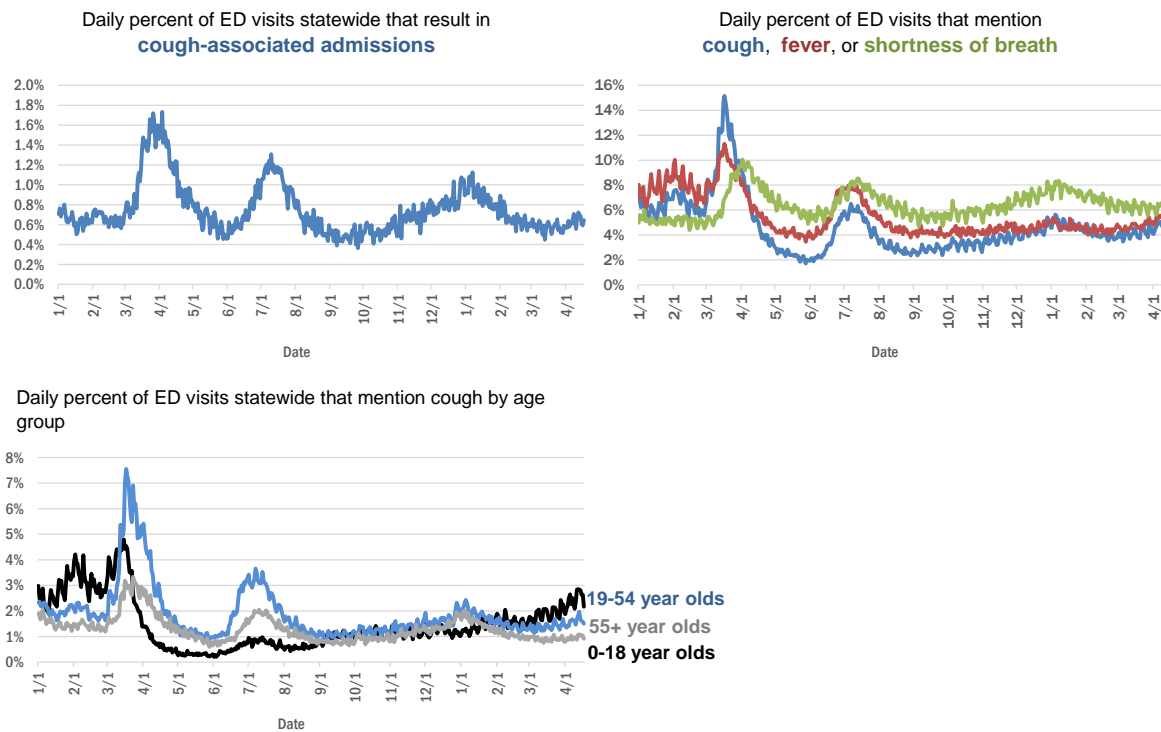 Daily percent of ED visits statewide that result in
cough-associated admissions
2.0%
1.8%
1.6%
1.4%
1.2%
1.0%
0.8%
0.6%
0.4%
0.2%
0.0%
1/1 2/1 3/1 4/1 5/1 6/1 7/1 8/1 9/1 10/1 11/1 12/1 1/1 2/1 3/1 4/1
Date
Daily percent of ED visits that mention
cough, fever, or shortness of breath
16%
14%
12%
10%
8%
6%
4%
2%
0%
1/1 2/1 3/1 4/1 5/1 6/1 7/1 8/1 9/1 10/1 11/1 12/1 1/1 2/1 3/1 4/1
Date
Daily percent of ED visits statewide that mention cough by age
group
8%
7%
6%
5%
4%
3%
2%
1%
0%
1/1 2/1 3/1 4/1 5/1 6/1 7/1 8/1 9/1 10/1 11/1 12/1 1/1 2/1 3/1 4/1
Date
19-54 year olds
55+ year olds
0-18 year olds